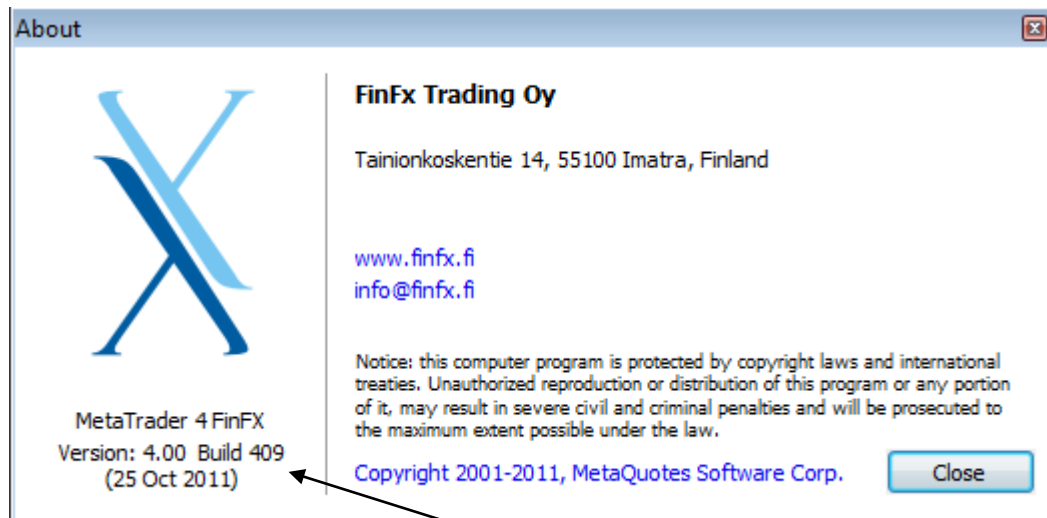 About
FinFx Trading Oy
Tainionkoskentie 14, 55100 Imatra, Finland
www.finfx.fi
info@finfx.fi
Notice: this computer program is protected by copyright laws and international
treaties. Unauthorized reproduction or distribution of this program or any portion
of it, may result in severe civil and criminal penalties and will be prosecuted to
the maximum extent possible under the law.
MetaTrader 4 FinFX
Version: 4.00 Build 409
(25 Oct 2011)
Copyright 2001-2011, MetaQuotes Software Corp.
Close